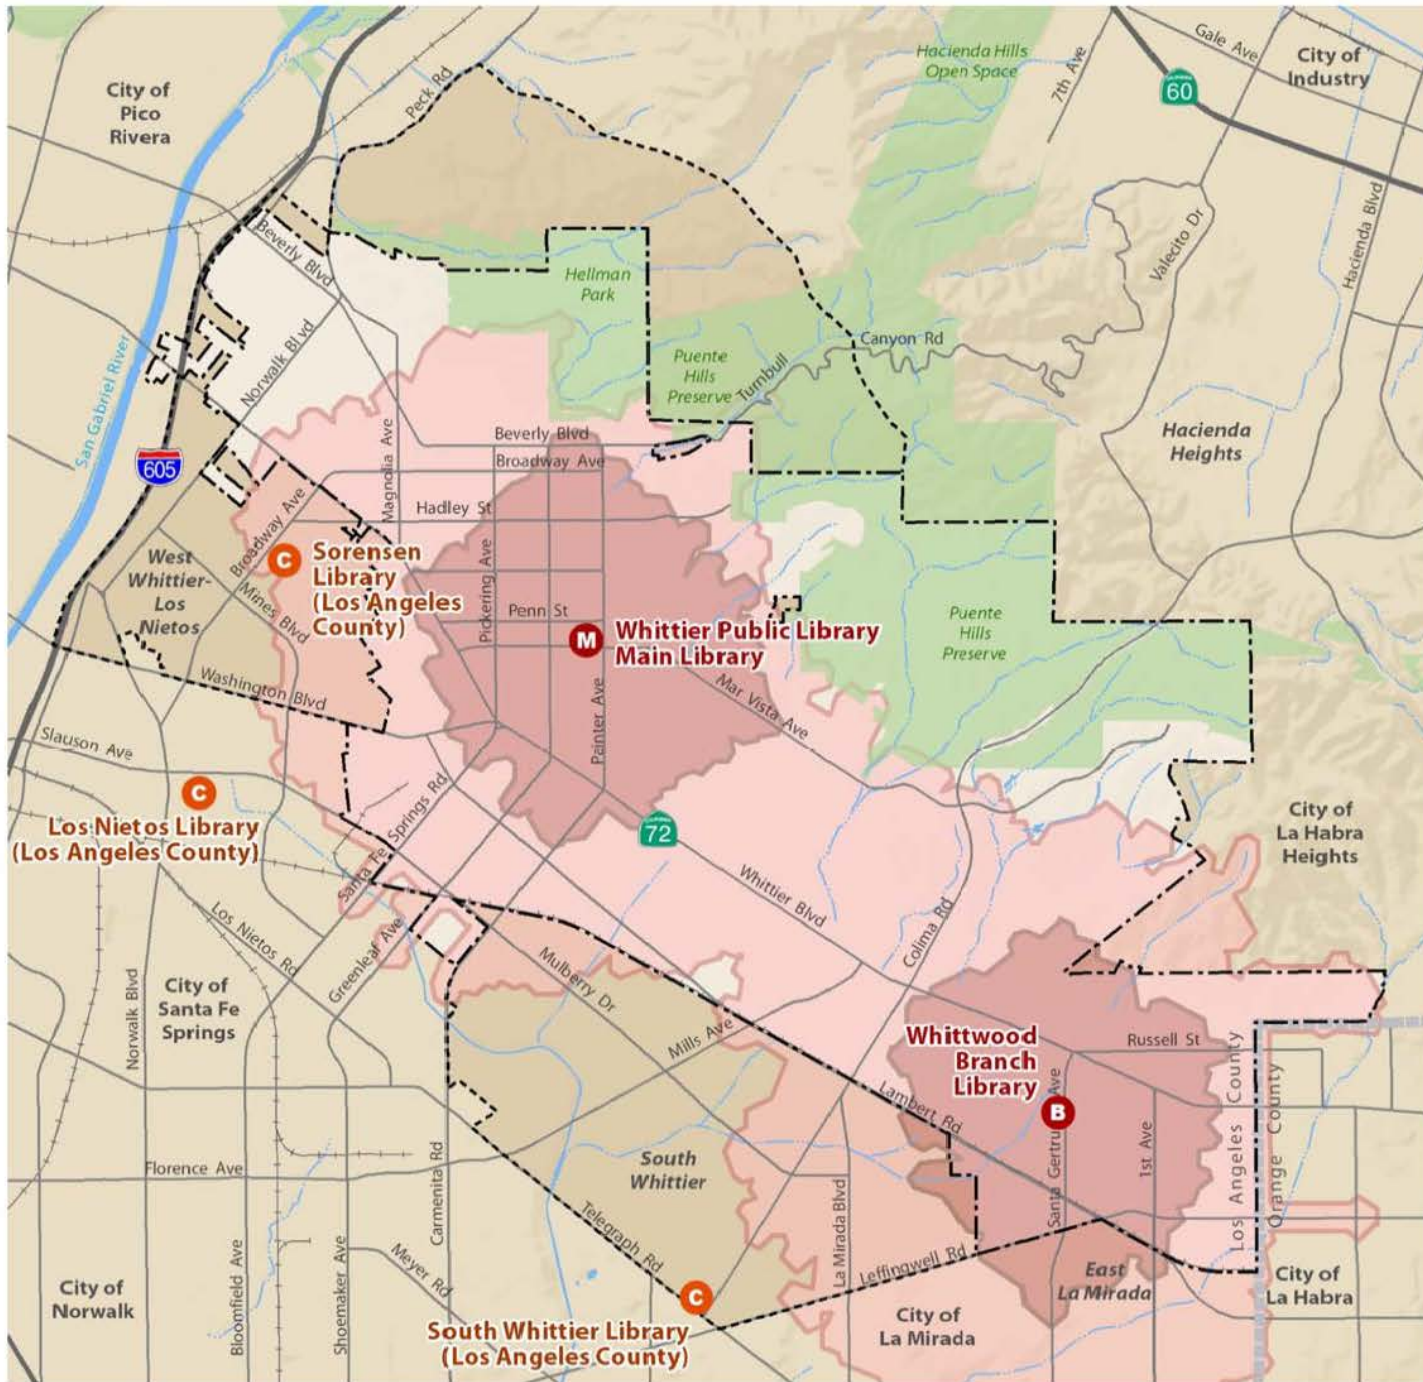 Hacienda Hills
Open Space
7th Ave
Gale Ave
City of
Industry
CALIFORNIA
60
City of
Pico
Rivera
Peck Rd
Beverly Blvd
Hellman
Park
Valecito Dr
Hacienda Blvd
Norwalk Blvd
San Gabriel River
Puente
Hills
Preserve
Turnbull
Canyon Rd
605
Magnolia Ave
Beverly Blvd
Broadway Ave
Hadley St
Hacienda
Heights
Broadway Ave
West
Whittier-
Los
Nietos
C
Sorensen
Library
(Los Angeles
County)
Mines Blvd
Pickering Ave
Penn St
M
Whittier Public Library
Main Library
Puente
Hills
Preserve
Washington Blvd
Painter Ave
Mar Vista Ave
Slauson Ave
C
Los Nietos Library
(Los Angeles County)
Santa Fe Springs Rd
72
City of
La Habra
Heights
Whittier Blvd
Colima Rd
Los Nietos Rd
Greenleaf Ave
Mulberry Dr
Norwalk Blvd
City of
Santa Fe
Springs
Mills Ave
Whittwood
Branch
Library
B
Russell St
Lambert Rd
Santa Gertru
Ave
1st Ave
Los Angeles County
Orange County
Florence Ave
South
Whittier
Carmenita Rd
Telegraph Rd
La Mirada Blvd
Leffingwell Rd
Bloomfield Ave
Shoemaker Ave
Meyer Rd
City of
Norwalk
C
South Whittier Library
(Los Angeles County)
East
La Mirada
City of
La Mirada
City of
La Habra